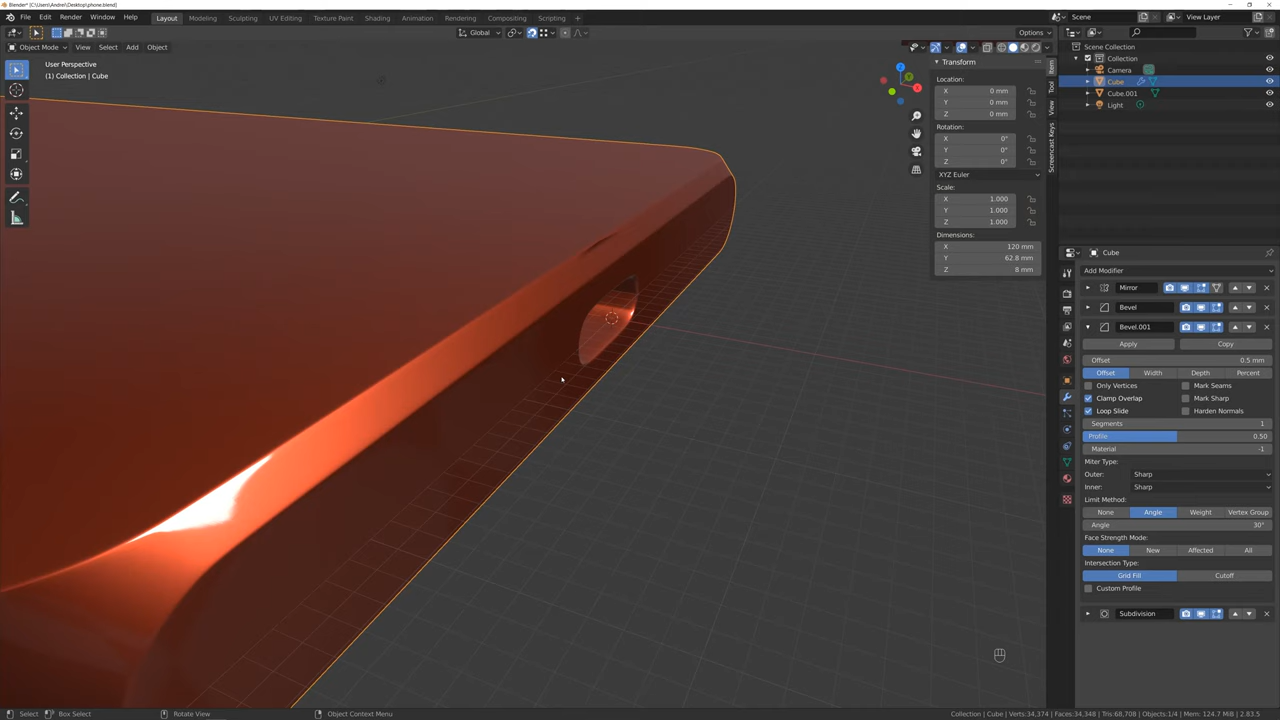 Blender* [C:\Users\Andrei\Desktop\phone.blend]
File Edit Render Window Help Layout Modeling Sculpting UV Editing Texture Paint Shading Animation Rendering Compositing Scripting + Scene View Layer
Global Options
Object Mode View Select Add Object
User Perspective
(1) Collection | Cube
Transform
Location:
X 0 mm
Y 0 mm
Z 0 mm
Rotation:
X 0°
Y 0°
Z 0°
XYZ Euler
Scale:
X 1.000
Y 1.000
Z 1.000
Dimensions:
X 120 mm
Y 62.8 mm
Z 8 mm
Item
Tool
View
Screencast Keys
Scene Collection
Collection
Camera
Cube
Cube.001
Light
Cube
Add Modifier
Mirror
Bevel
Bevel.001
Apply Copy
Offset 0.5 mm
Offset Width Depth Percent
Only Vertices Mark Seams
Clamp Overlap Mark Sharp
Loop Slide Harden Normals
Segments 1
Profile 0.50
Material -1
Miter Type:
Outer: Sharp
Inner: Sharp
Limit Method:
None Angle Weight Vertex Group
Angle 30°
Face Strength Mode:
None New Affected All
Intersection Type:
Grid Fill Cutoff
Custom Profile
Subdivision
Select Box Select Rotate View Object Context Menu Collection | Cube | Verts:34,374 | Faces:34,348 | Tris:68,708 | Objects:1/4 | Mem: 124.7 MiB | 2.83.5